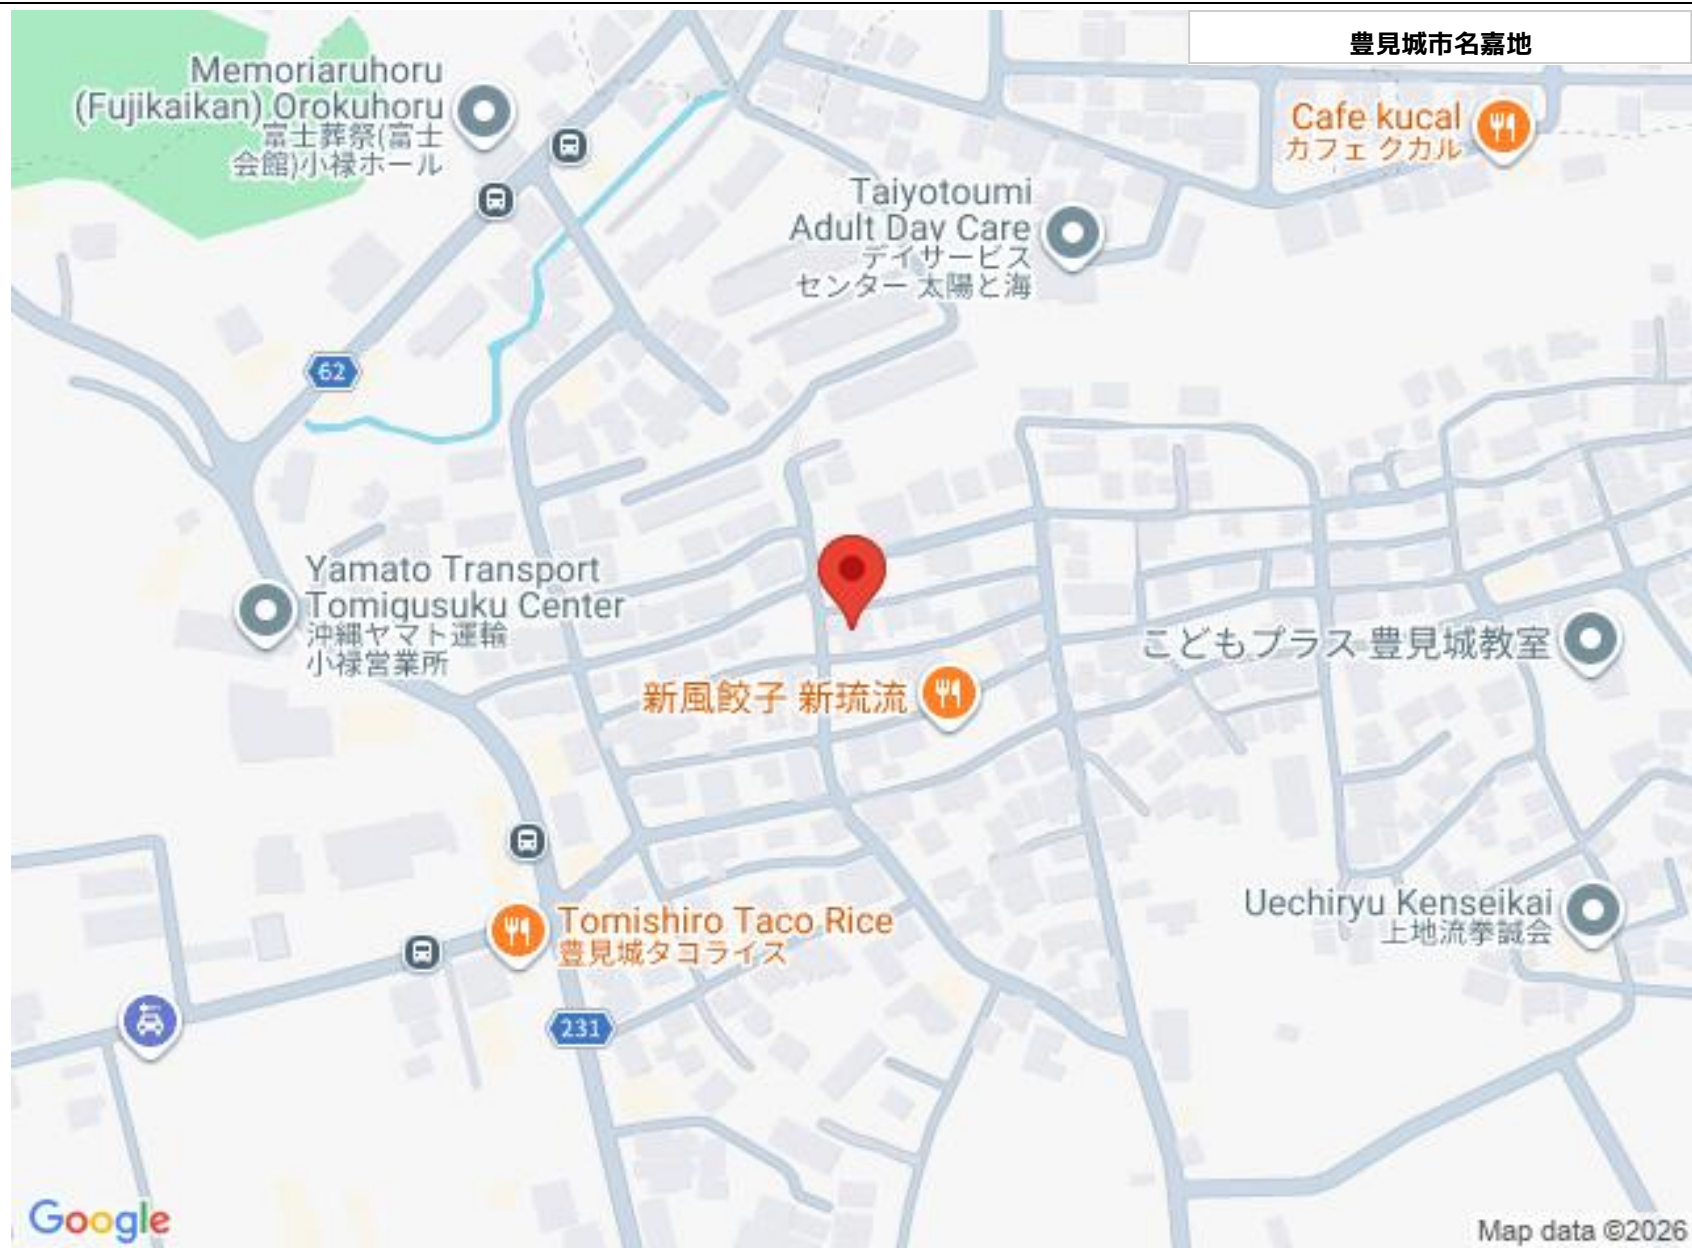 豊見城市名嘉地
Memoriaruhoru
(Fujikaikan) Orokuhoru
富士葬祭(富士
会館)小禄ホール
Cafe kucal
カフェ クカル
Taiyotoumi
Adult Day Care
デイサービス
センター 太陽と海
62
Yamato Transport
Tomigusuku Center
沖縄ヤマト運輸
小禄営業所
こどもプラス 豊見城教室
新風餃子 新琉流
Uechiryu Kenseikai
上地流拳誠会
Tomishiro Taco Rice
豊見城タコライス
231
Google
Map data ©2026